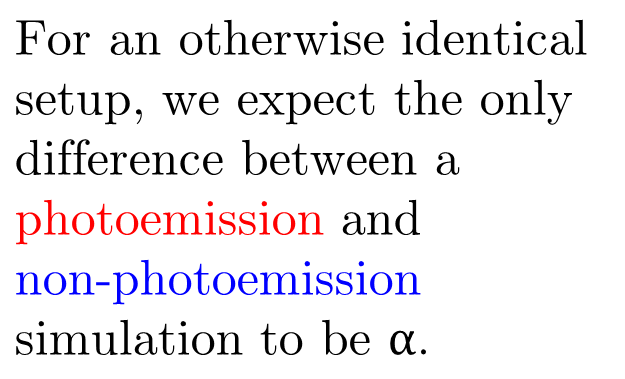 For an otherwise identical
setup, we expect the only
difference between a
photoemission and
non-photoemission
simulation to be α.